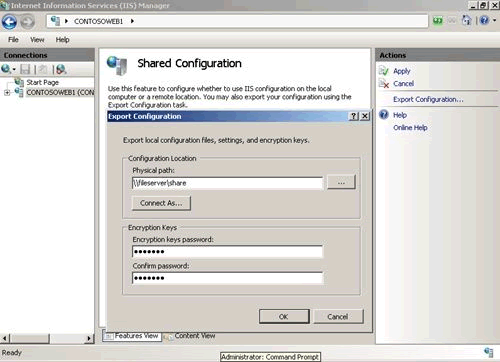 Internet Information Services (IIS) Manager
CONTOSOWEB1
File View Help
Connections
Start Page
CONTOSOWEB1 (CON
Shared Configuration
Use this feature to configure whether to use IIS configuration on the local
computer or a remote location. You may also export your configuration using the
Export Configuration task.
Export Configuration
Export local configuration files, settings, and encryption keys.
Configuration Location
Physical path:
\\fileserver\share
...
Connect As...
Encryption Keys
Encryption keys password:
•••••••
Confirm password:
•••••••
OK Cancel
Features View Content View
Actions
Apply
Cancel
Export Configuration...
Help
Online Help
Ready
Administrator: Command Prompt